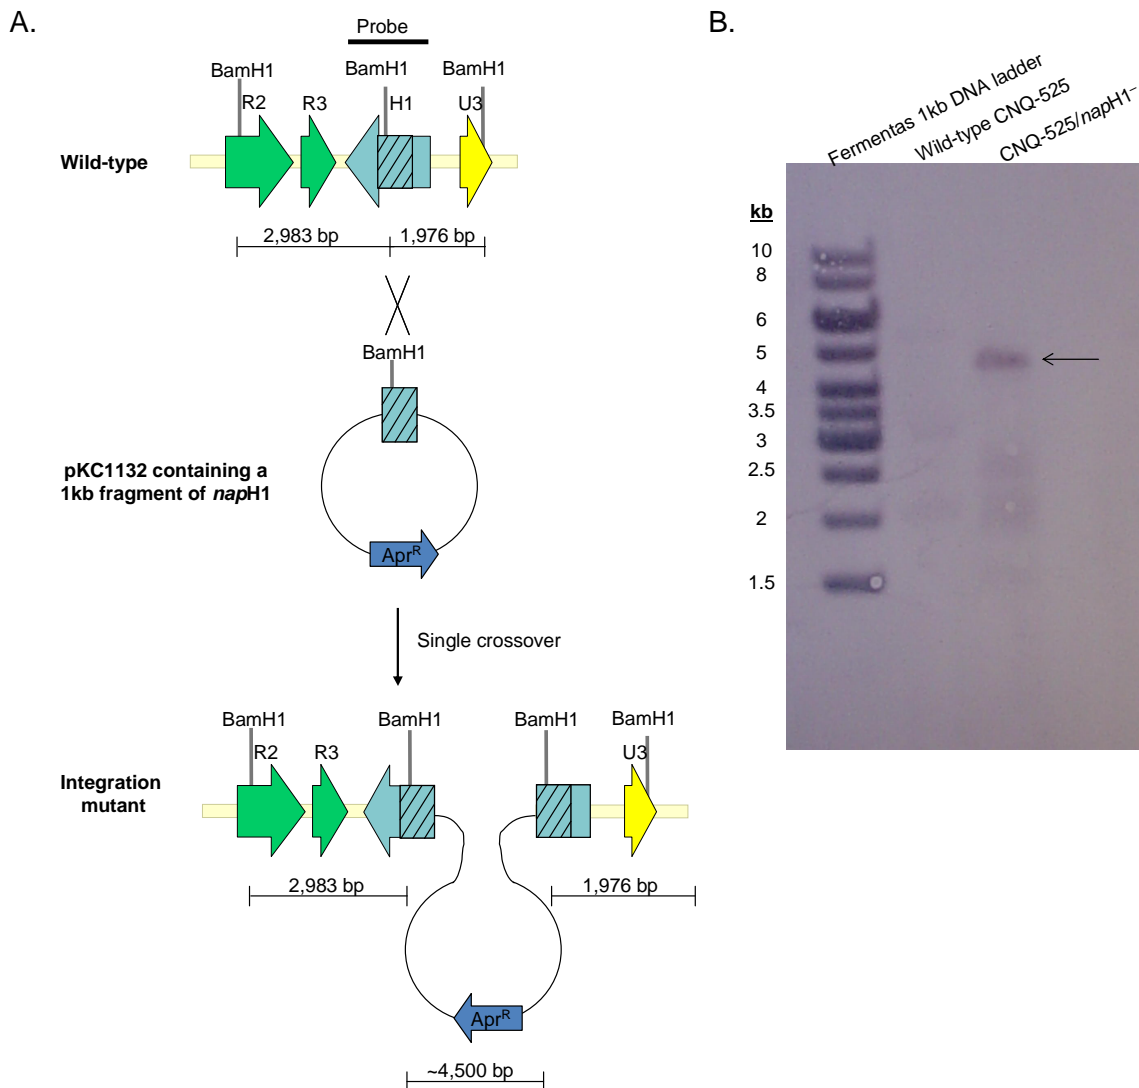 A.
Probe
BamH1 BamH1 BamH1
R2 R3 H1 U3
Wild-type
2,983 bp 1,976 bp
BamH1
pKC1132 containing a
1kb fragment of napH1
AprR
Single crossover
BamH1 BamH1 BamH1 BamH1
R2 R3 U3
Integration
mutant
2,983 bp 1,976 bp
AprR
~4,500 bp
B.
Fermentas 1kb DNA ladder
Wild-type CNQ-525
CNQ-525/napH1–
kb
10
8
6
5
4
3.5
3
2.5
2
1.5